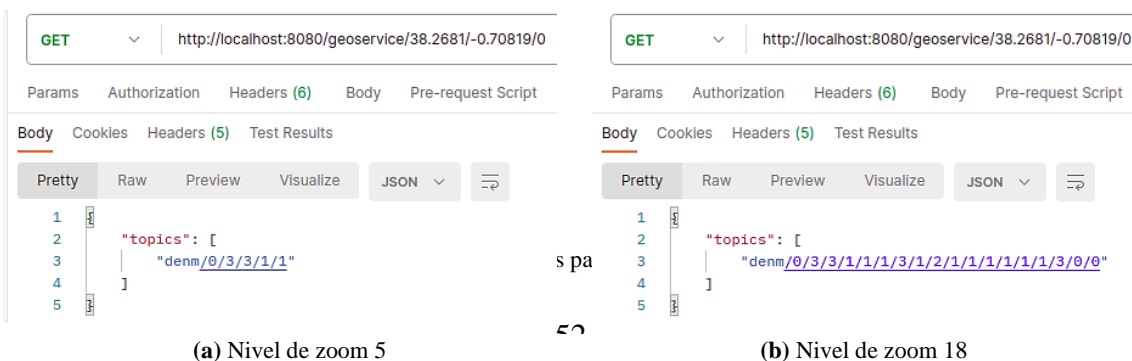 GET http://localhost:8080/geoservice/38.2681/-0.70819/0
Params Authorization Headers (6) Body Pre-request Script
Body Cookies Headers (5) Test Results
Pretty Raw Preview Visualize JSON
1 {
2 "topics": [
3 "denm/0/3/3/1/1"
4 ]
5 }
(a) Nivel de zoom 5
s pa
GET http://localhost:8080/geoservice/38.2681/-0.70819/0
Params Authorization Headers (6) Body Pre-request Script
Body Cookies Headers (5) Test Results
Pretty Raw Preview Visualize JSON
1 {
2 "topics": [
3 "denm/0/3/3/1/1/1/3/1/2/1/1/1/1/1/1/3/0/0"
4 ]
5 }
(b) Nivel de zoom 18